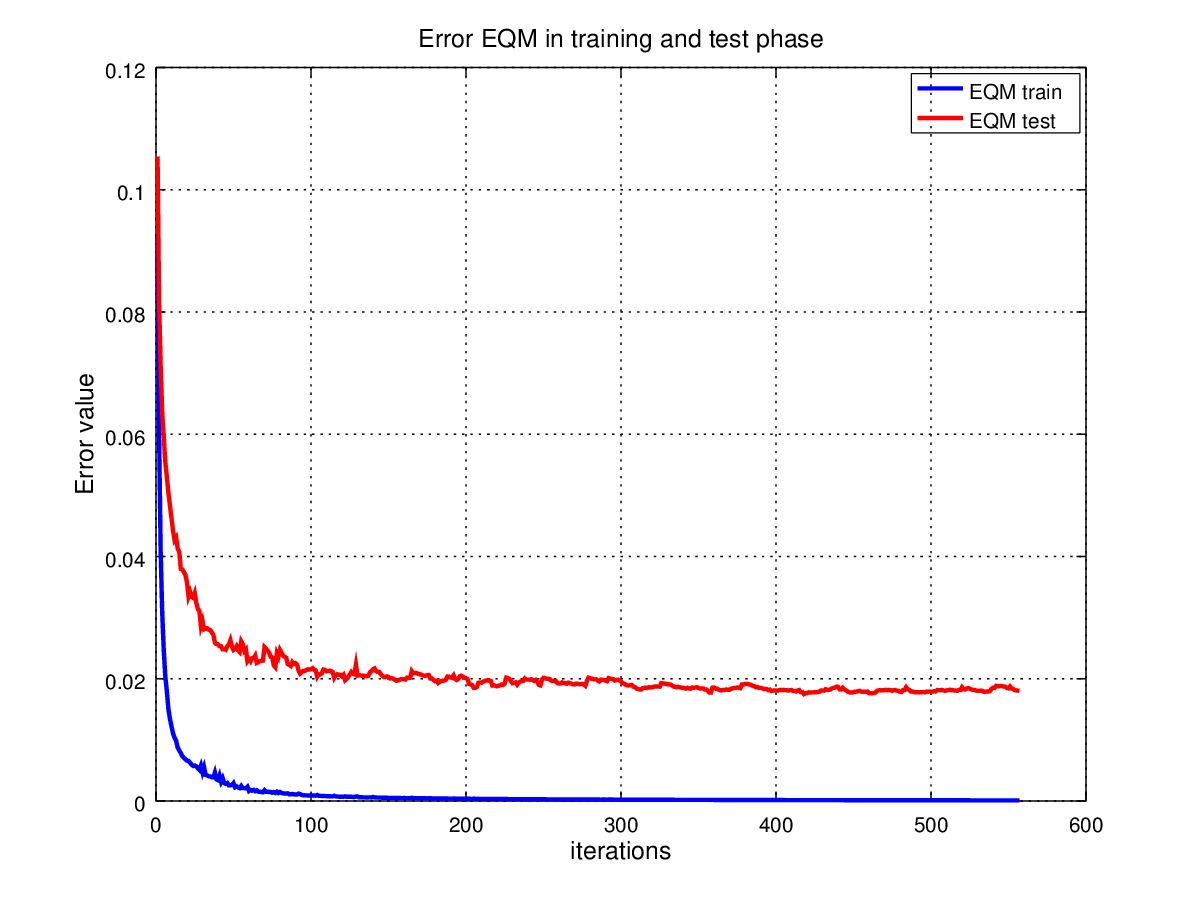 Error EQM in training and test phase
EQM train
EQM test
0.12
0.1
0.08
0.06
0.04
0.02
0
Error value
0 100 200 300 400 500 600
iterations